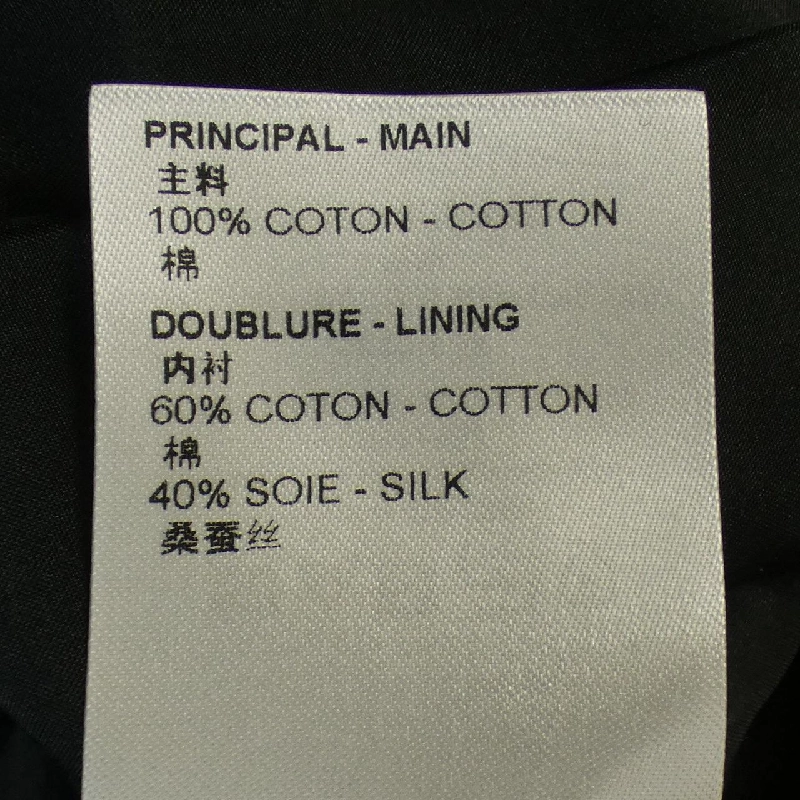 PRINCIPAL - MAIN
主料
100% COTON - COTTON
棉
DOUBLURE - LINING
内衬
60% COTON - COTTON
棉
40% SOIE - SILK
桑蚕丝